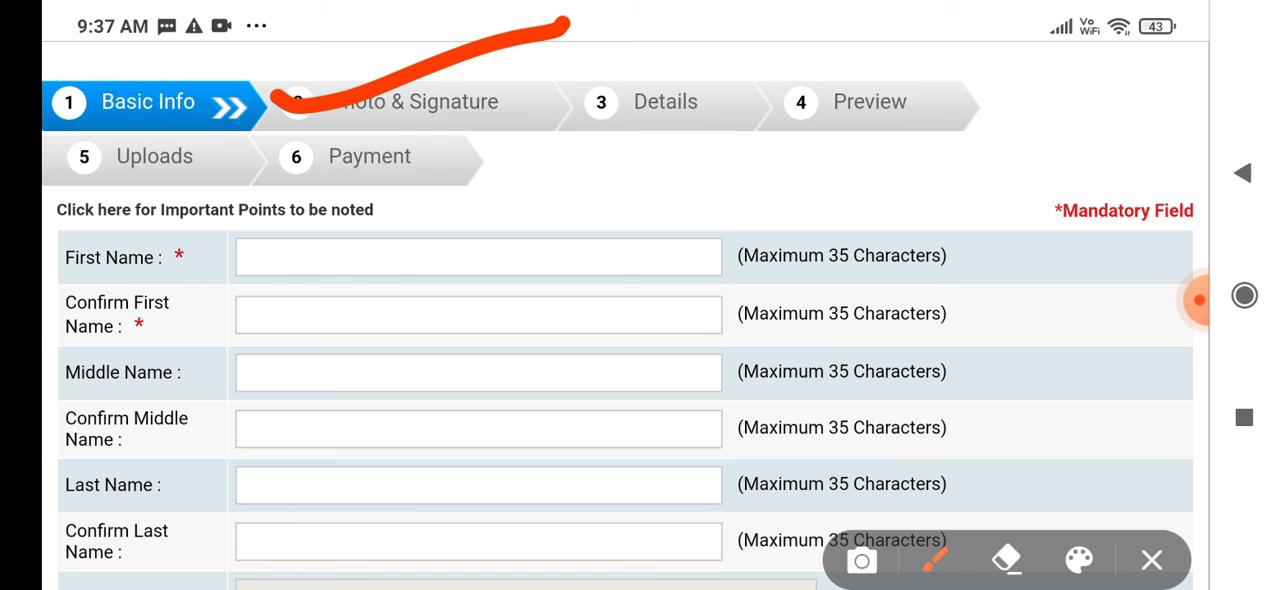 9:37 AM
Vo WiFi 43
1 Basic Info
& Signature
3 Details
4 Preview
5 Uploads
6 Payment
Click here for Important Points to be noted
*Mandatory Field
First Name : *
(Maximum 35 Characters)
Confirm First
Name : *
(Maximum 35 Characters)
Middle Name :
(Maximum 35 Characters)
Confirm Middle
Name :
(Maximum 35 Characters)
Last Name :
(Maximum 35 Characters)
Confirm Last
Name :
(Maximum 35 Characters)